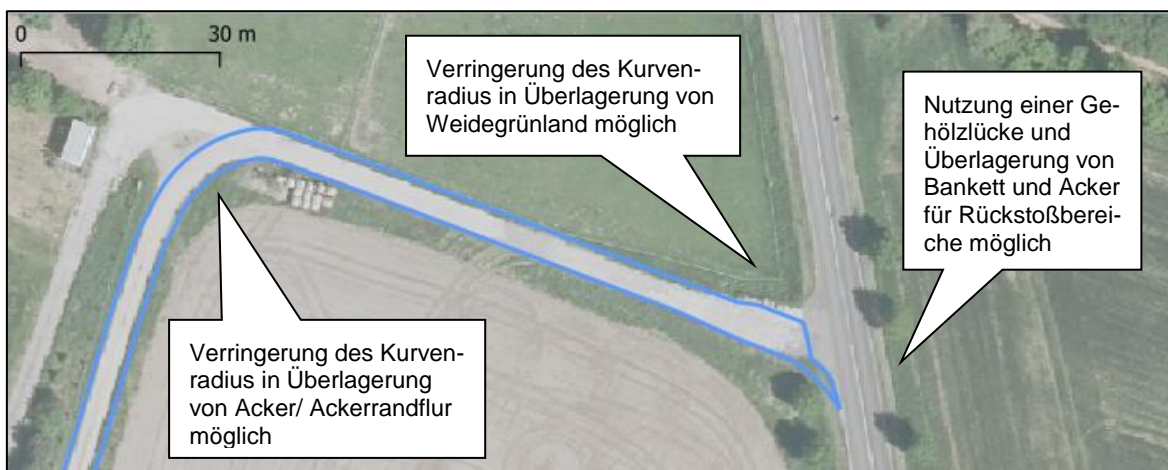 0 30 m
Verringerung des Kurven-
radius in Überlagerung von
Weidegrünland möglich
Nutzung einer Ge-
hölzlücke und
Überlagerung von
Bankett und Acker
für Rückstoßberei-
che möglich
Verringerung des Kurven-
radius in Überlagerung
von Acker/ Ackerrandflur
möglich